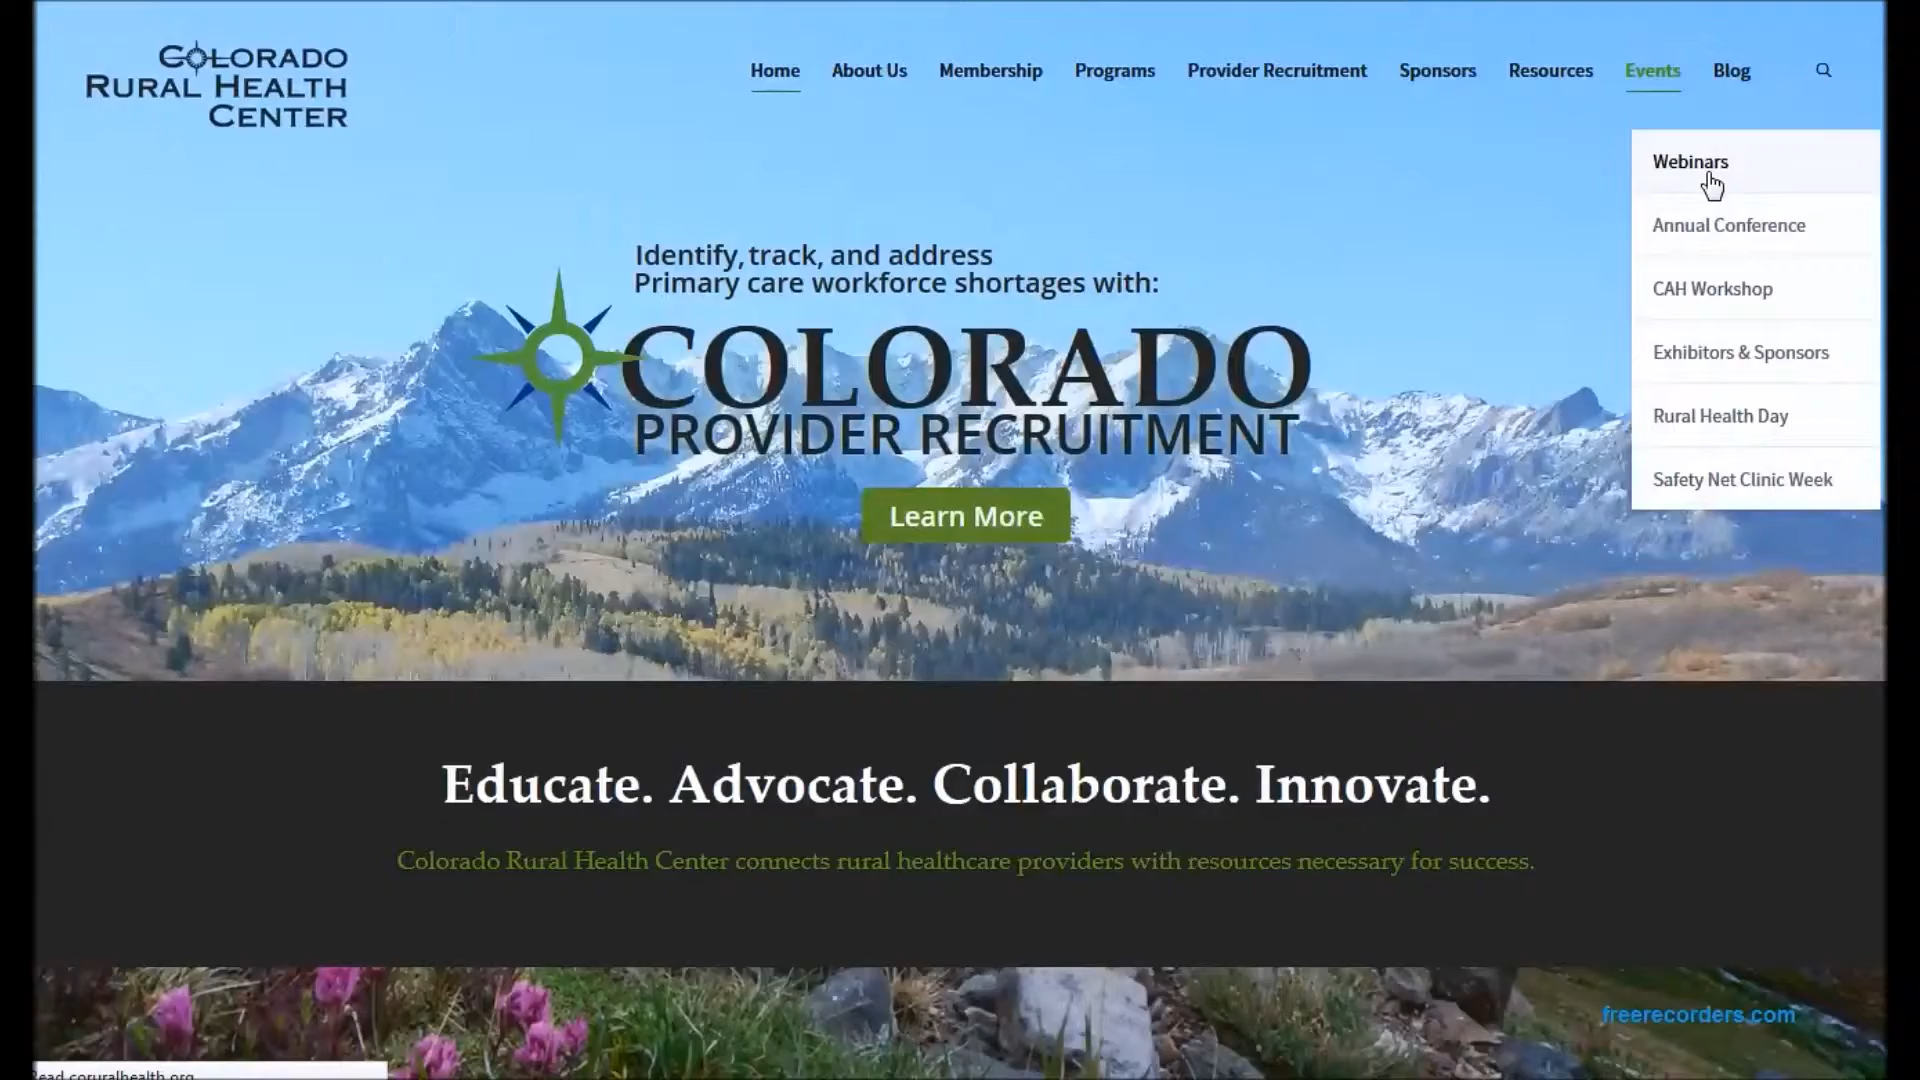 COLORADO
RURAL HEALTH
CENTER
Home About Us Membership Programs Provider Recruitment Sponsors Resources Events Blog
Webinars
Annual Conference
CAH Workshop
Exhibitors & Sponsors
Rural Health Day
Safety Net Clinic Week
Identify, track, and address
Primary care workforce shortages with:
COLORADO
PROVIDER RECRUITMENT
Learn More
Educate. Advocate. Collaborate. Innovate.
Colorado Rural Health Center connects rural healthcare providers with resources necessary for success.
freerecorders.com
Read coruralhealth.org